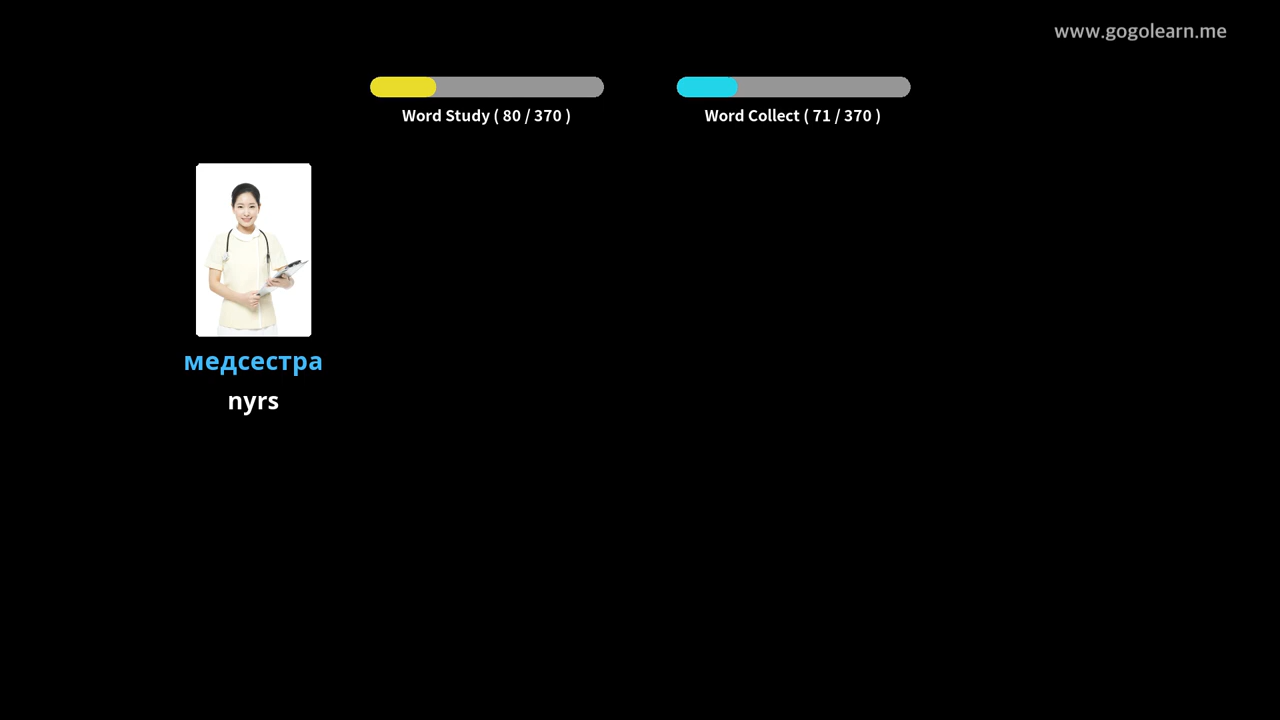 www.gogolearn.me
Word Study ( 80 / 370 )
Word Collect ( 71 / 370 )
медсестра
nyrs